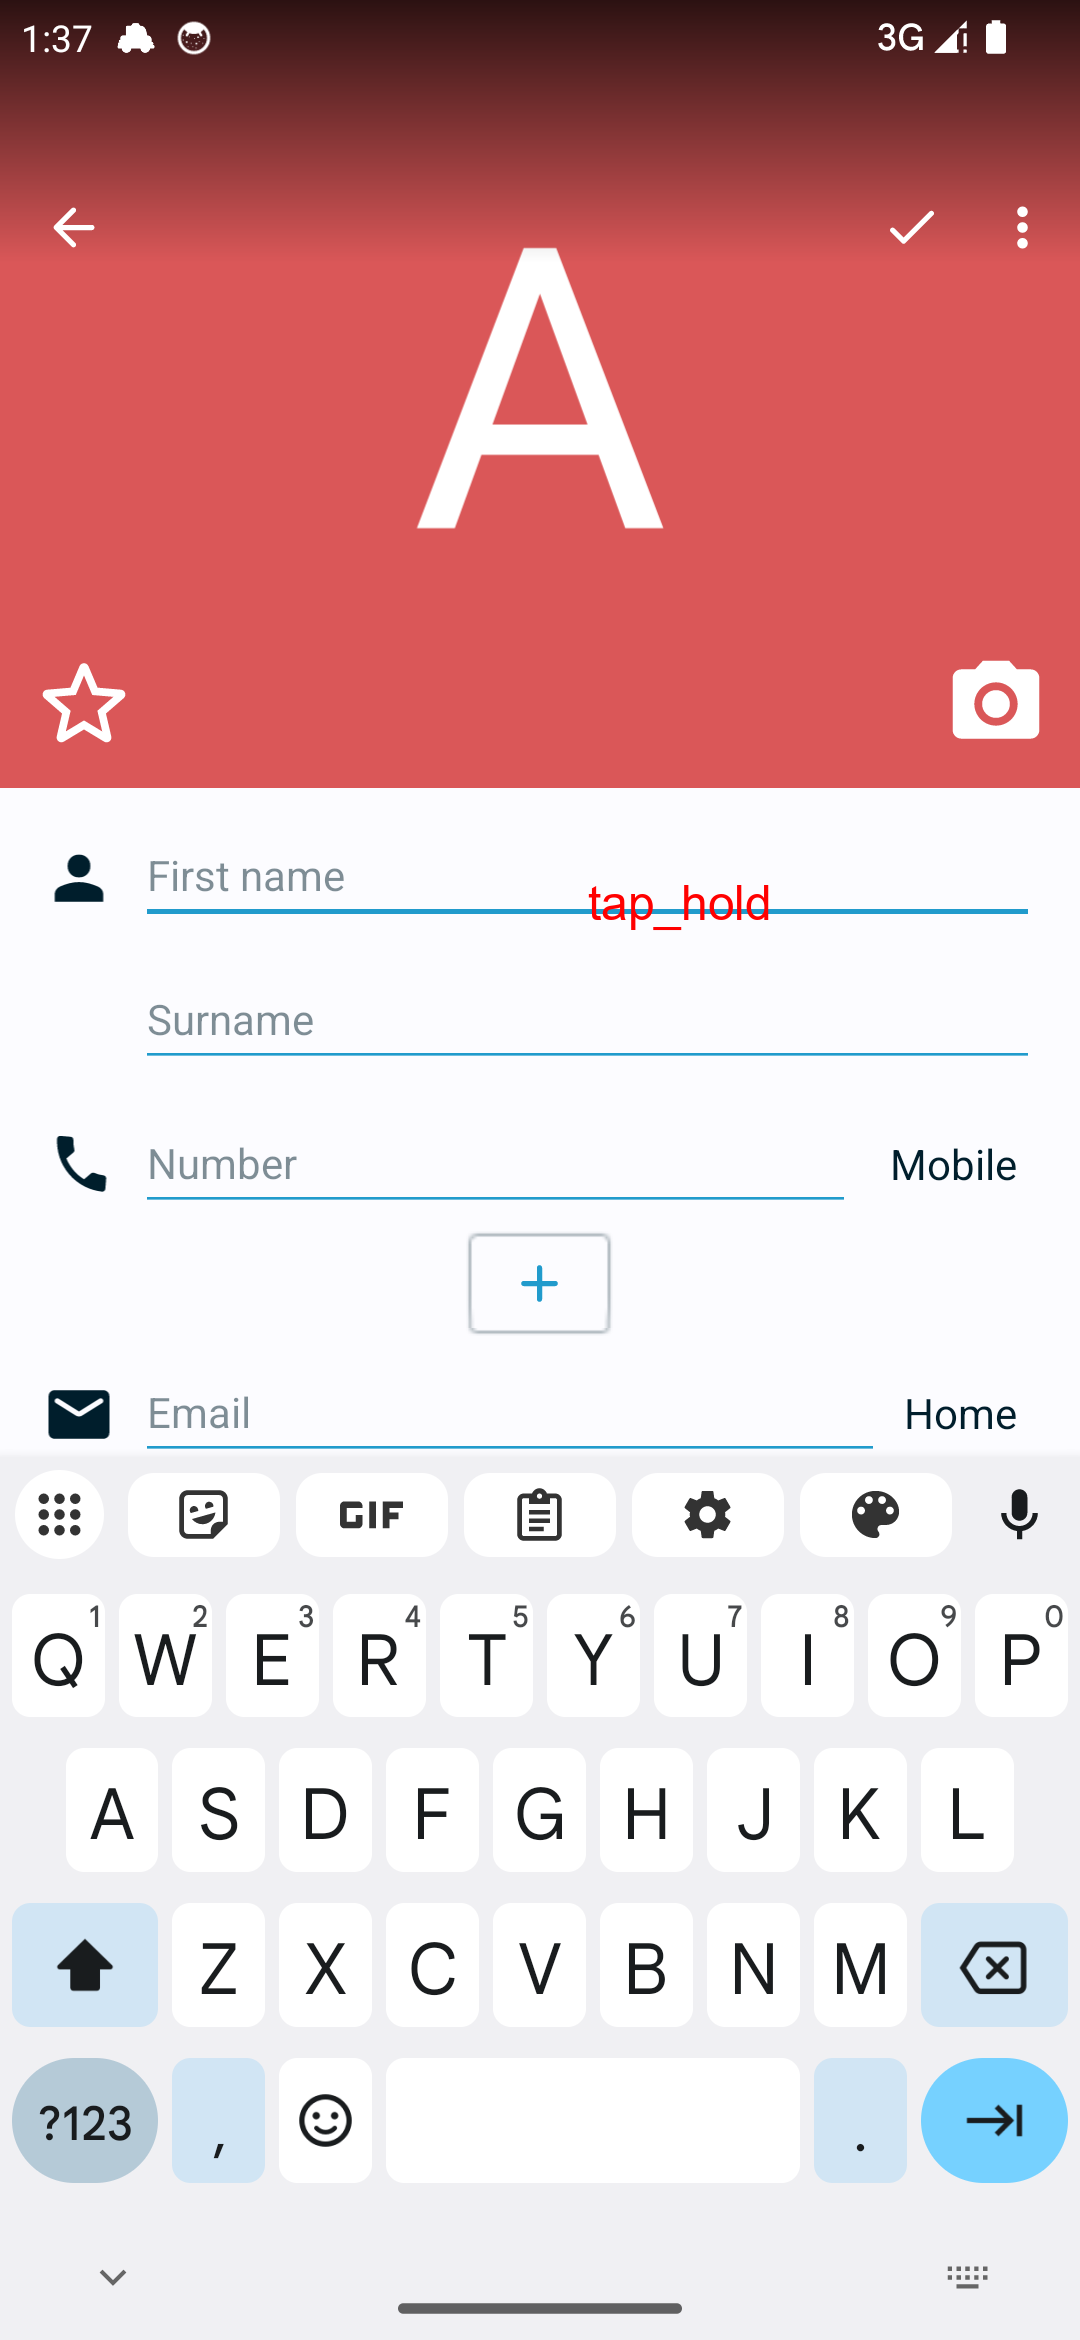 1:37
3G
A
First name
tap_hold
Surname
Number
Mobile
Email
Home
GIF
Q 1 W 2 E 3 R 4 T 5 Y 6 U 7 I 8 O 9 P 0
A S D F G H J K L
Z X C V B N M
?123 , .